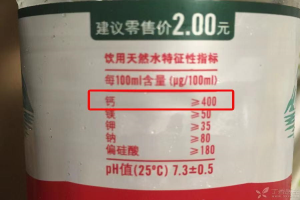 建议零售价2.00元
饮用天然水特征性指标
每100ml含量 (μg/100ml)
钙 ≥400
镁 ≥50
钾 ≥35
钠 ≥80
偏硅酸 ≥180
pH值(25°C) 7.3±0.5